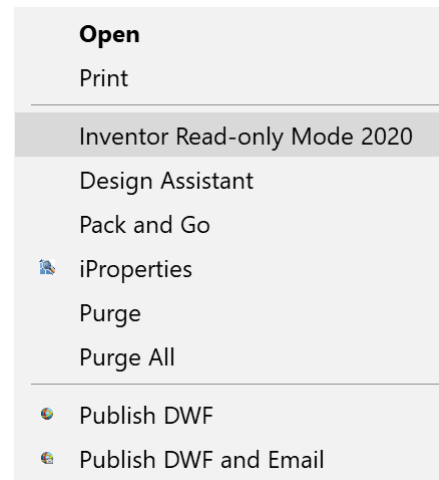 Open
Print
Inventor Read-only Mode 2020
Design Assistant
Pack and Go
iProperties
Purge
Purge All
Publish DWF
Publish DWF and Email